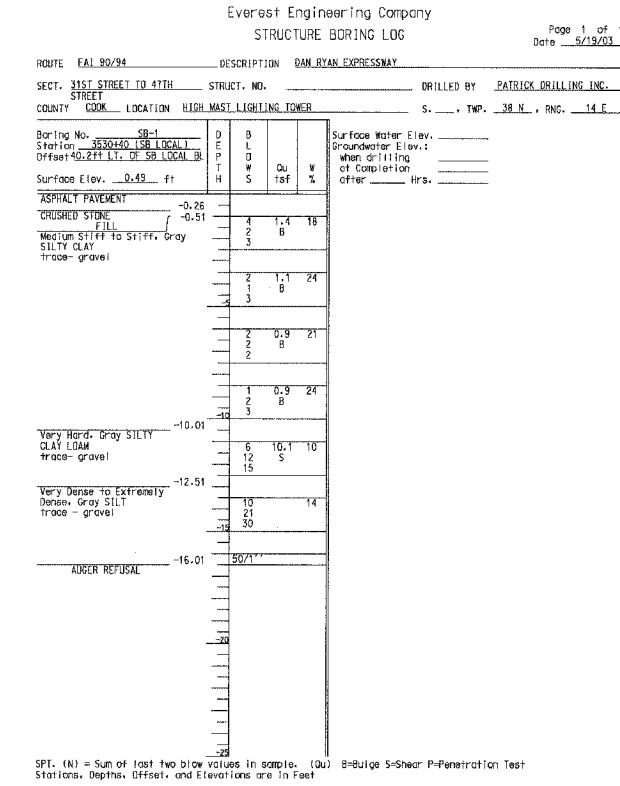 Everest Engineering Company
STRUCTURE BORING LOG
Page 1 of
Date 5/19/03
ROUTE FAI 90/94 DESCRIPTION DAN RYAN EXPRESSWAY
SECT. 31ST STREET TO 47TH STREET STRUCT. NO. DRILLED BY PATRICK DRILLING INC.
COUNTY COOK LOCATION HIGH MAST LIGHTING TOWER S. , TWP. 38 N , RNG. 14 E
Boring No. SB-1
Station 3530+40 (SB LOCAL)
Offset 40.2ft LT. OF SB LOCAL BL
Surface Elev. 0.49 ft
DEPTH
BLOWS
Qu tsf
W %
Surface Water Elev.
Groundwater Elev.:
when drilling
at Completion
after Hrs.
ASPHALT PAVEMENT -0.26
CRUSHED STONE -0.51
FILL 4 1.4 18
Medium Stiff to Stiff, Gray 2 B
SILTY CLAY 3
trace- gravel
2 1.1 24
1 B
-5 3
2 0.9 21
2 B
2
1 0.9 24
2 B
-10 3
-10.01
Very Hard, Gray SILTY
CLAY LOAM 6 10.1 10
trace- gravel 12 S
15
-12.51
Very Dense to Extremely
Dense, Gray SILT 10 14
trace - gravel 21
-15 30
-16.01 50/1''
AUGER REFUSAL
-20
-25
SPT. (N) = Sum of last two blow values in sample. (Qu) B=Bulge S=Shear P=Penetration Test
Stations, Depths, Offset, and Elevations are in Feet